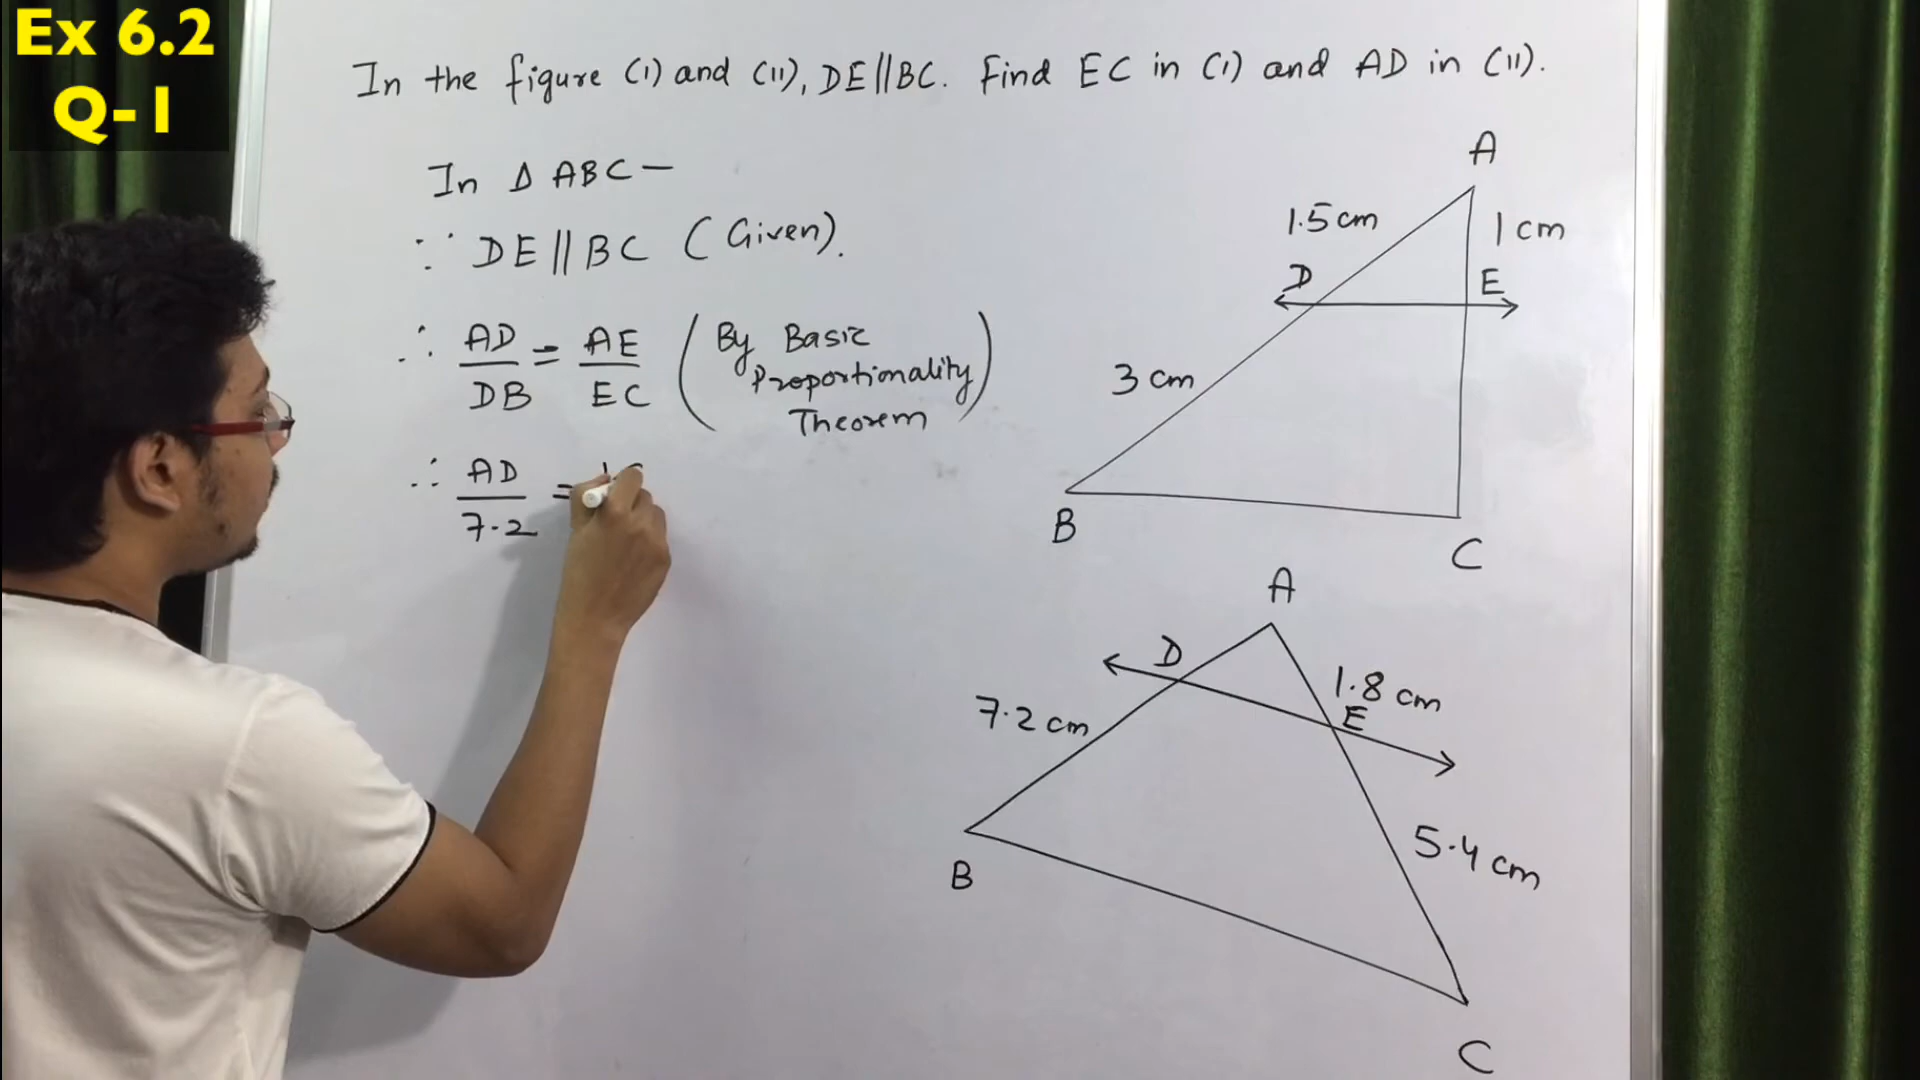 Ex 6.2
Q-1
In the figure (I) and (II), DE||BC. Find EC in (I) and AD in (II).
In Δ ABC —
∵ DE || BC (Given).
∴ AD/DB = AE/EC (By Basic Proportionality Theorem)
∴ AD/7.2 =
A
1.5 cm
1 cm
D
E
3 cm
B
C
A
D
1.8 cm
E
7.2 cm
5.4 cm
B
C